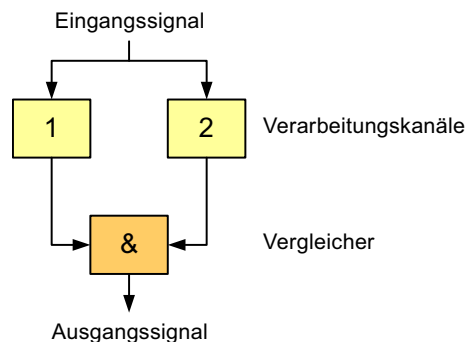 Eingangssignal
1
2
Verarbeitungskanäle
&
Vergleicher
Ausgangssignal